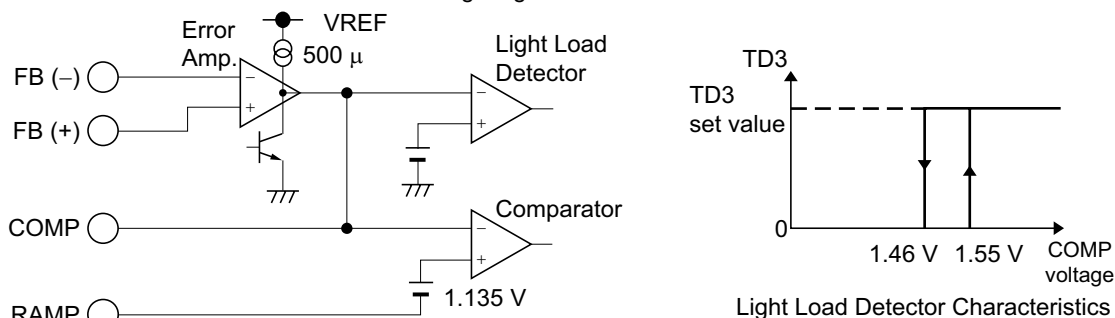 Error
Amp.
VREF
500 μ
Light Load
Detector
FB (−)
−
+
−
+
FB (+)
COMP
Comparator
−
+
1.135 V
RAMP
TD3
TD3
set value
0
1.46 V 1.55 V
COMP
voltage
Light Load Detector Characteristics